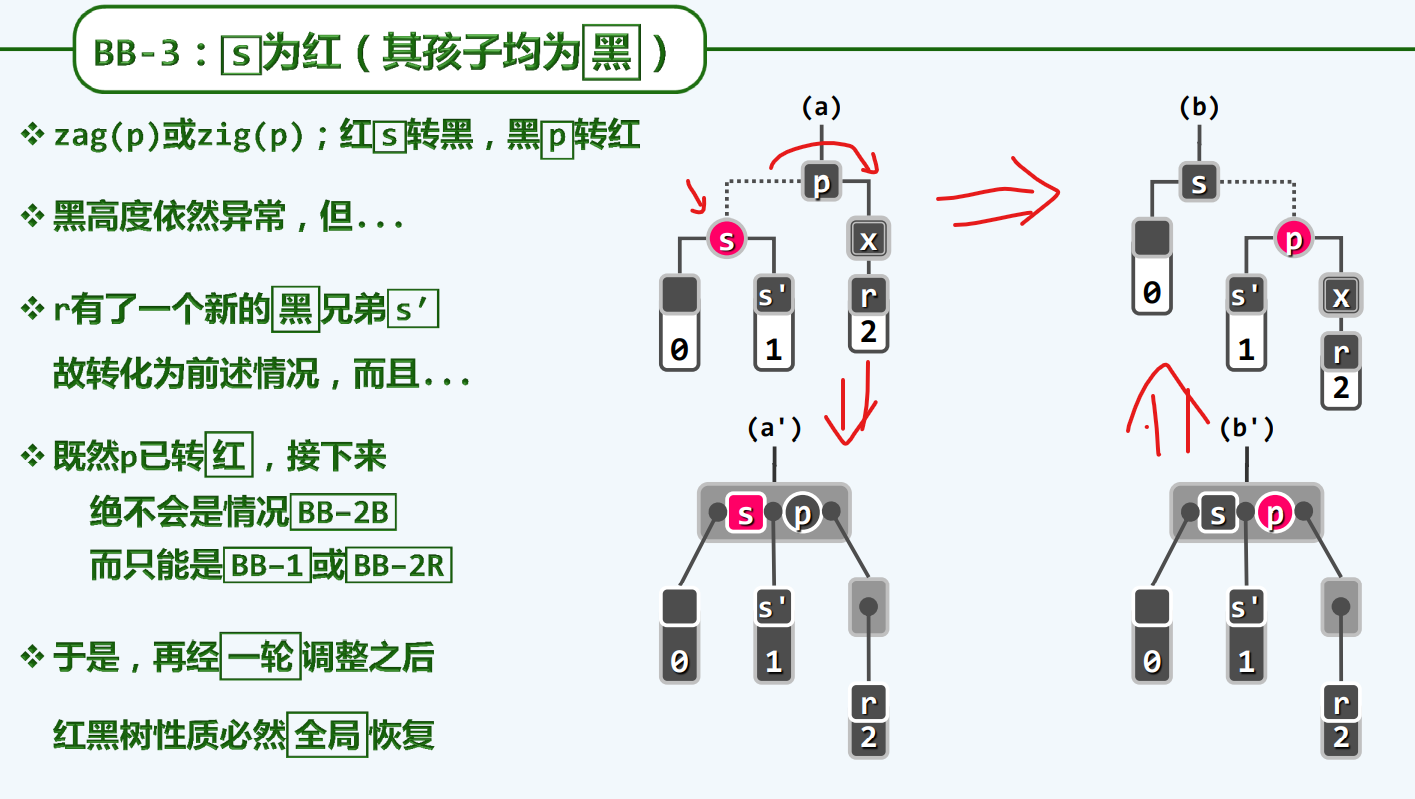 BB-3：s为红（其孩子均为黑）
❖ zag(p)或zig(p)；红s转黑，黑p转红
❖ 黑高度依然异常，但...
❖ r有了一个新的黑兄弟s’
故转化为前述情况，而且...
❖ 既然p已转红，接下来
绝不会是情况BB-2B
而只能是BB-1或BB-2R
❖ 于是，再经一轮调整之后
红黑树性质必然全局恢复
(a)
p
s
x
s'
r
0
1
2
(b)
s
p
s'
x
0
1
r
2
(a')
s
p
s'
0
1
r
2
(b')
s
p
s'
0
1
r
2